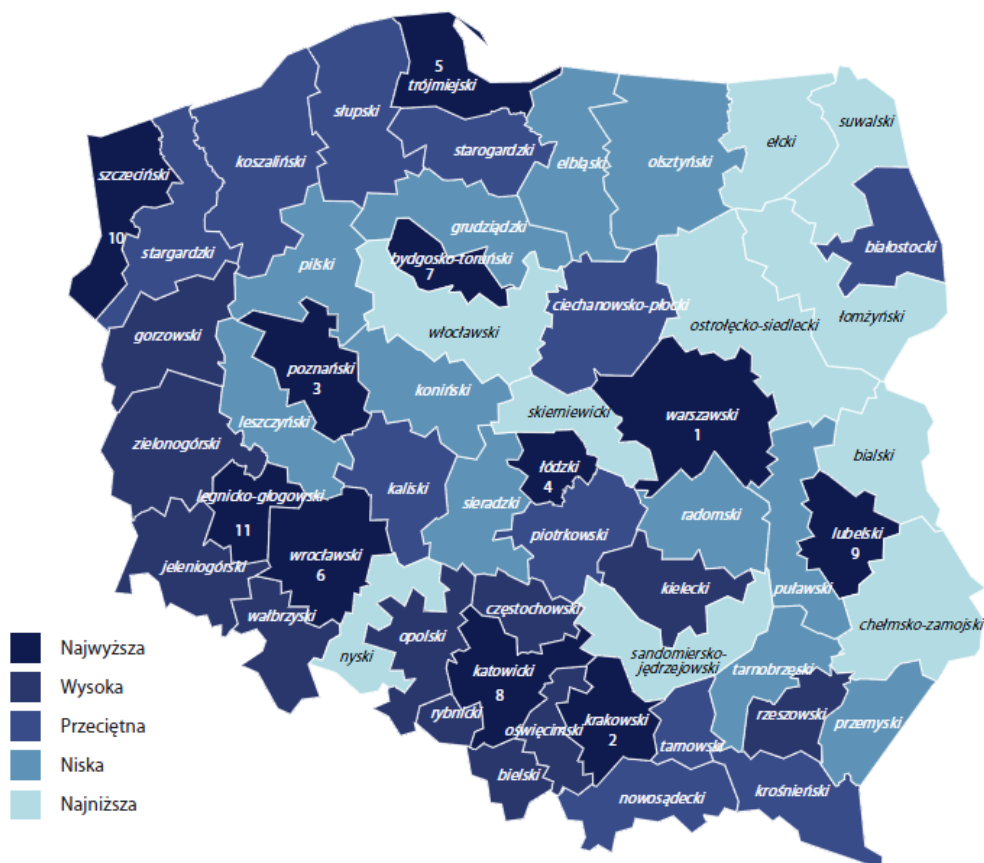 5
trójmiejski
słupski
suwalski
ełcki
starogardzki
koszaliński
elbląski
olsztyński
szczeciński
10
stargardzki
grudziądzki
białostocki
bydgosko-toruński
7
pilski
ciechanowsko-płocki
łomżyński
ostrołęcko-siedlecki
włocławski
gorzowski
poznański
3
koniński
skierniewicki
warszawski
1
leszczyński
zielonogórski
bialski
łódzki
4
kaliski
legnicko-głogowski
11
sieradzki
radomski
lubelski
9
piotrkowski
wrocławski
6
jeleniogórski
kielecki
puławski
wałbrzyski
częstochowski
chełmsko-zamojski
opolski
nyski
sandomiersko-
jędrzejowski
tarnobrzeski
katowicki
8
rybnicki
oświęcimski
krakowski
2
rzeszowski
przemyski
tarnowski
bielski
nowosądecki
krośnieński
Najwyższa
Wysoka
Przeciętna
Niska
Najniższa